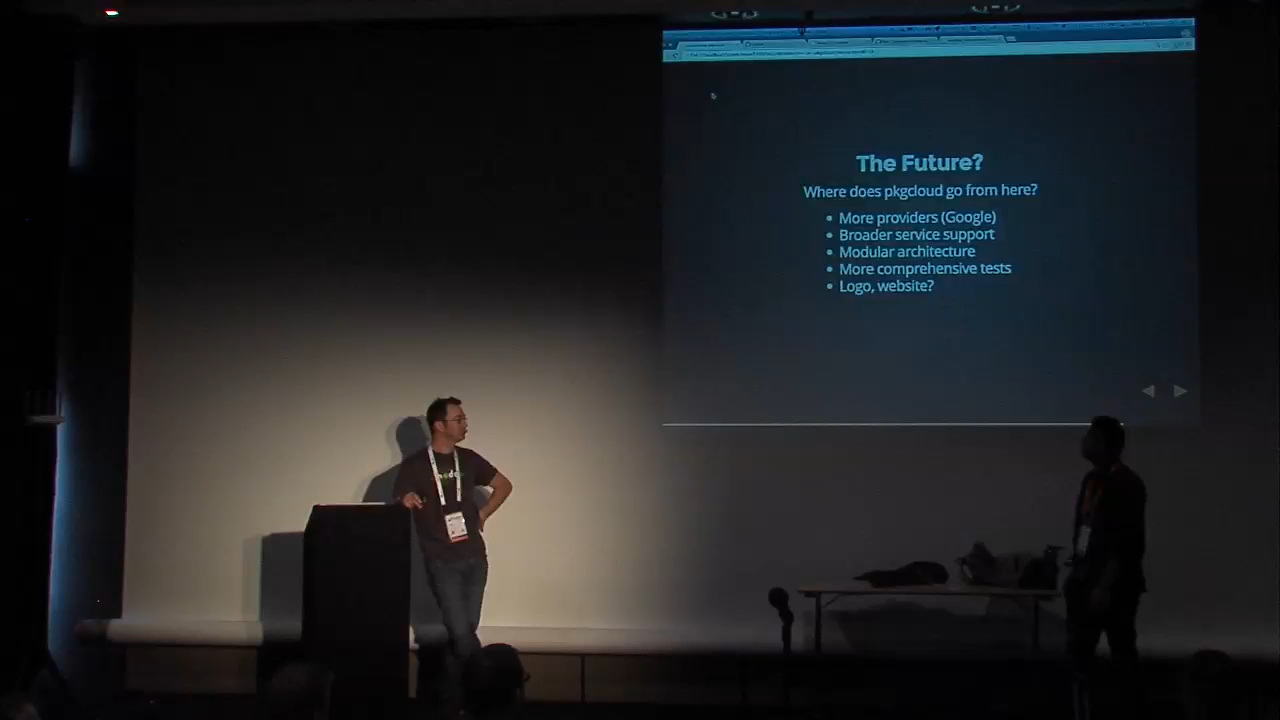 The Future?
Where does pkgcloud go from here?
More providers (Google)
Broader service support
Modular architecture
More comprehensive tests
Logo, website?